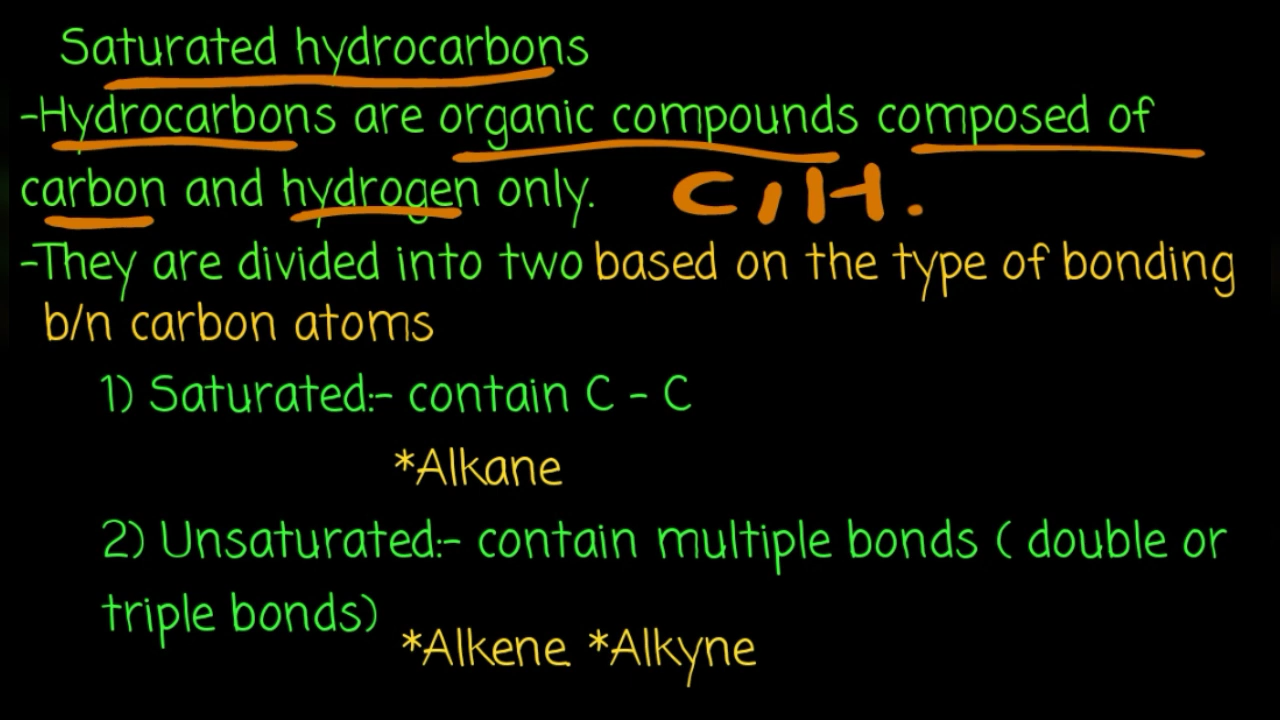 Saturated hydrocarbons
-Hydrocarbons are organic compounds composed of
carbon and hydrogen only. C, H.
-They are divided into two based on the type of bonding
b/n carbon atoms
1) Saturated:- contain C - C
*Alkane
2) Unsaturated:- contain multiple bonds ( double or
triple bonds)
*Alkene *Alkyne